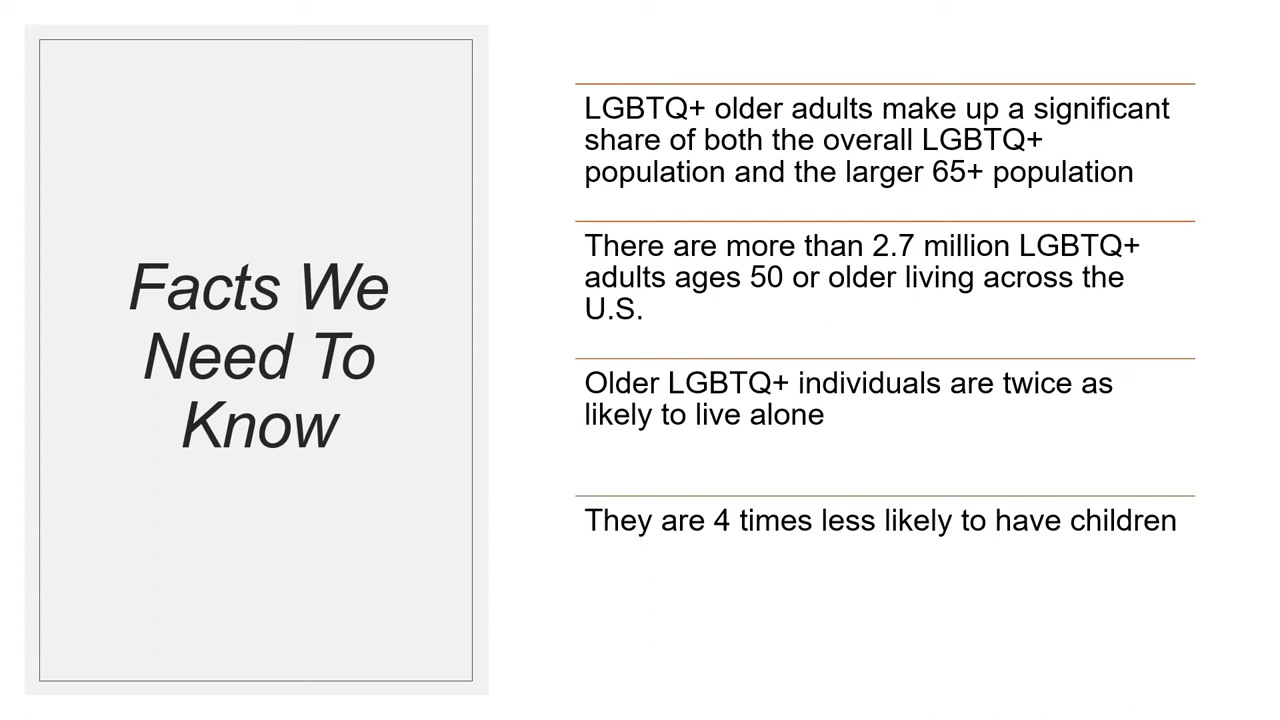 Facts We
Need To
Know
LGBTQ+ older adults make up a significant
share of both the overall LGBTQ+
population and the larger 65+ population
There are more than 2.7 million LGBTQ+
adults ages 50 or older living across the
U.S.
Older LGBTQ+ individuals are twice as
likely to live alone
They are 4 times less likely to have children